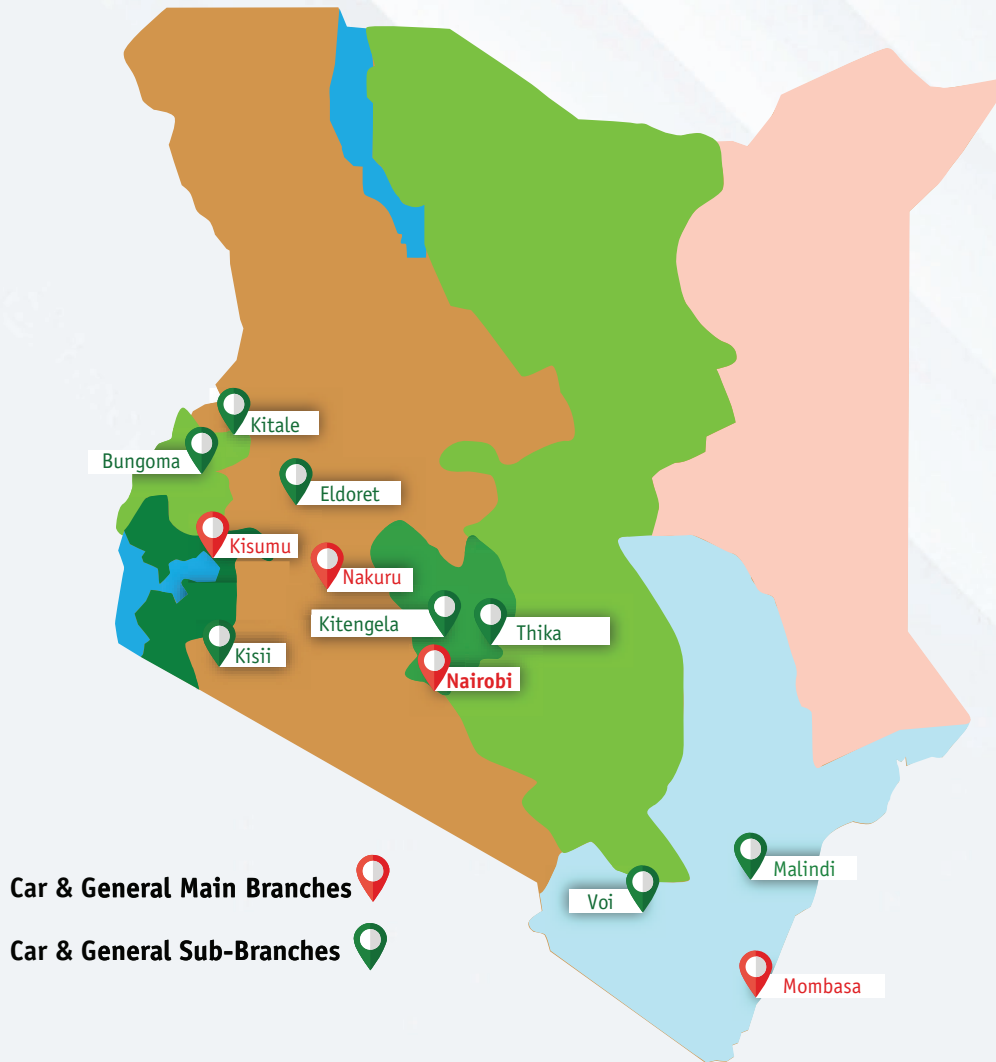 Kitale
Bungoma
Eldoret
Kisumu
Nakuru
Kitengela
Thika
Kisii
Nairobi
Malindi
Car & General Main Branches
Voi
Car & General Sub-Branches
Mombasa